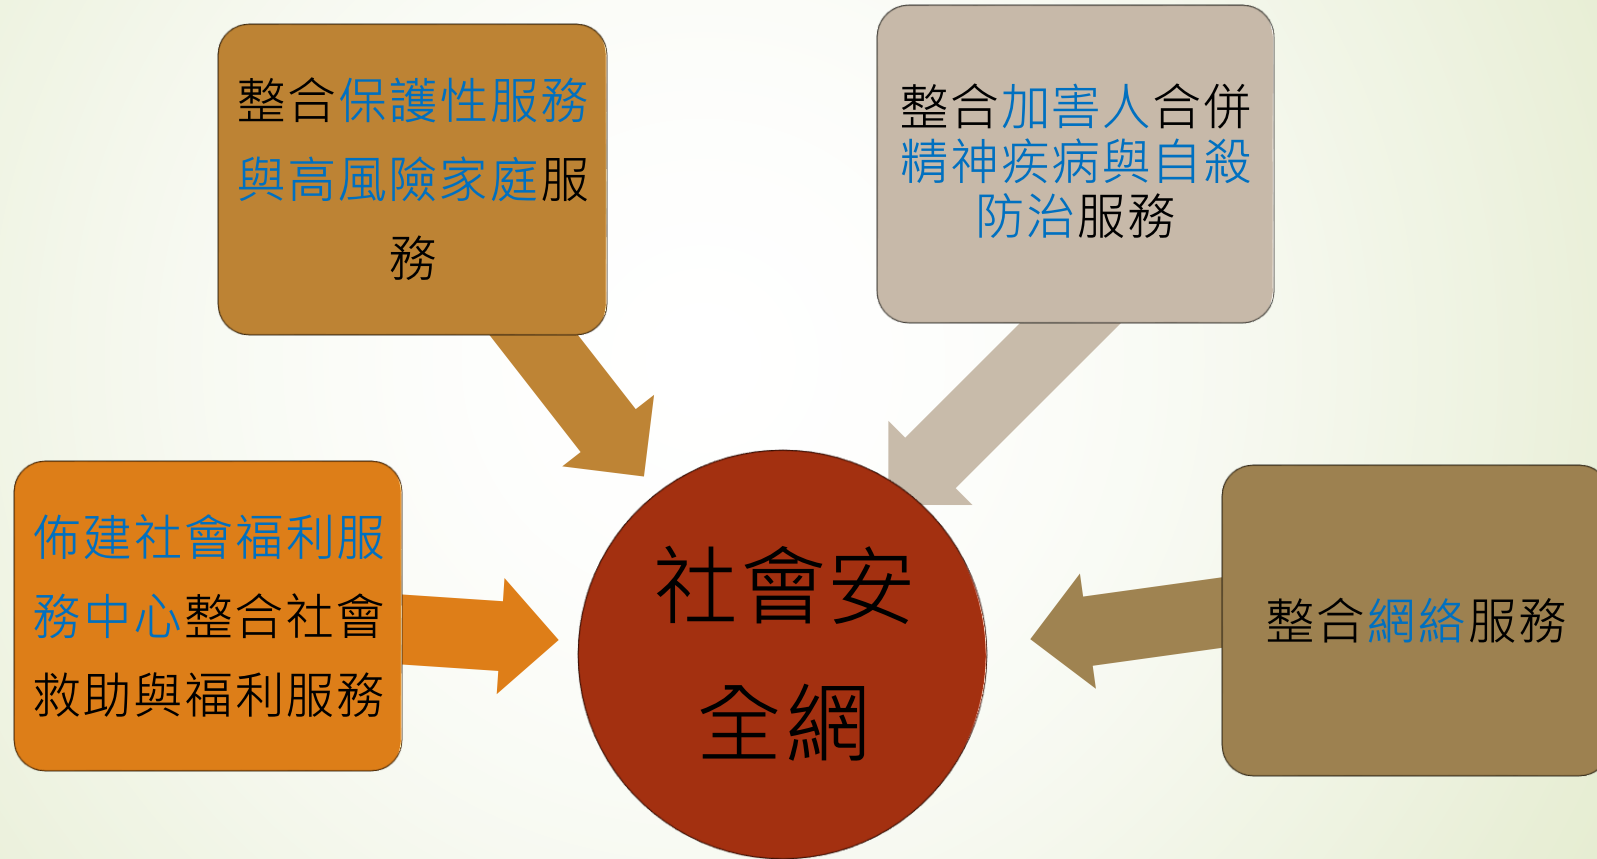 整合保護性服務
與高風險家庭服
務
整合加害人合併
精神疾病與自殺
防治服務
佈建社會福利服
務中心整合社會
救助與福利服務
社會安
全網
整合網絡服務